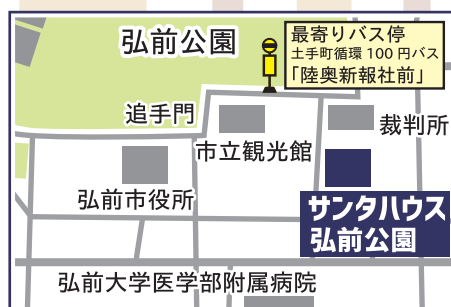 弘前公園
最寄りバス停
土手町循環 100 円バス
「陸奥新報社前」
追手門
裁判所
市立観光館
弘前市役所
サンタハウス
弘前公園
弘前大学医学部附属病院